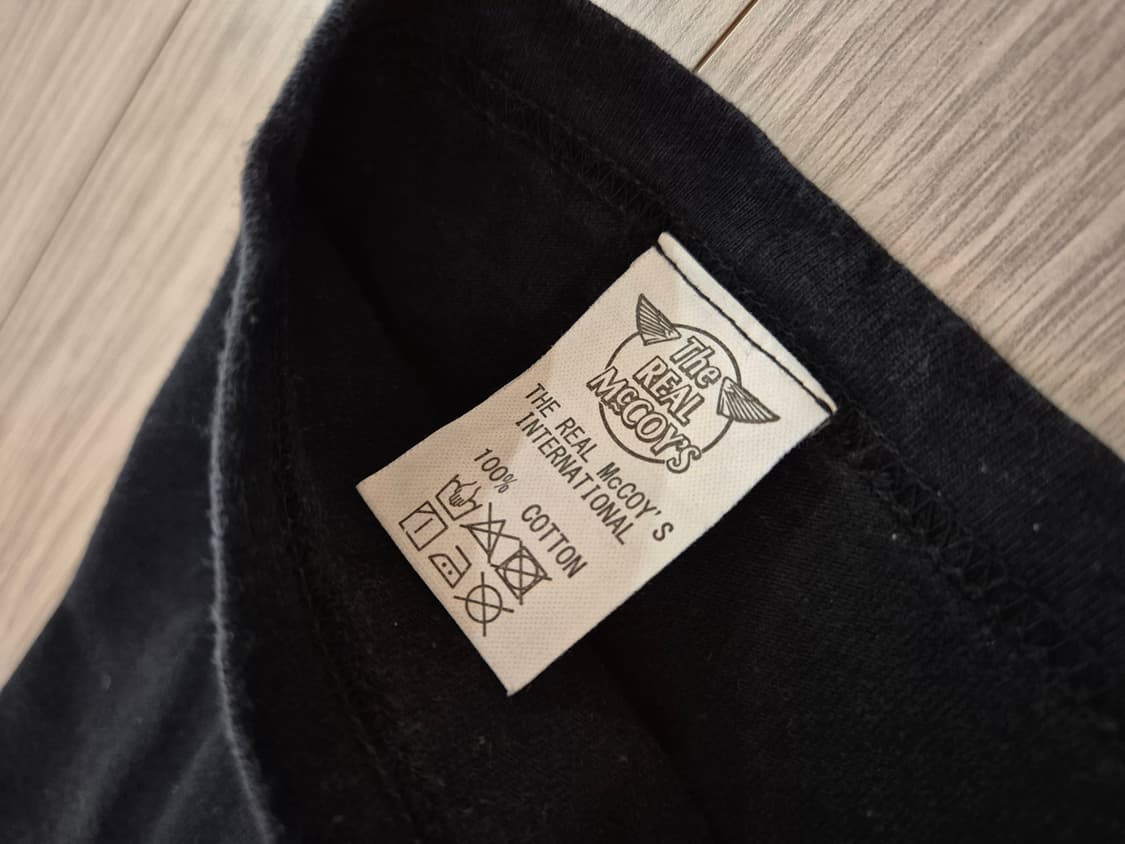 The
REAL
McCOY'S
THE REAL McCOY'S
INTERNATIONAL
100% COTTON